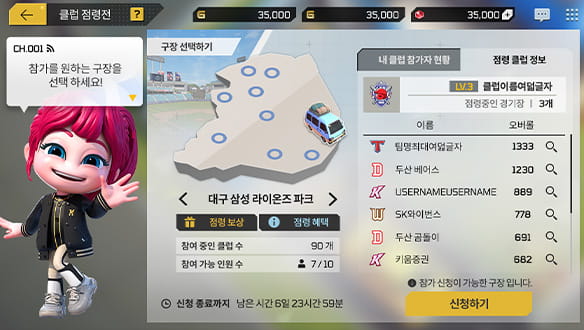 클럽 점령전
?
G 35,000
G 35,000
35,000 +
CH.001
참가를 원하는 구장을
선택 하세요!
구장 선택하기
대구 삼성 라이온즈 파크
점령 보상
점령 혜택
참여 중인 클럽 수 90 개
참여 가능 인원 수 7 / 10
신청 종료까지 남은 시간 6일 23시간 59분
내 클럽 참가자 현황
점령 클럽 정보
LV.3 클럽이름여덟글자
점령중인 경기장 | 3개
이름 오버롤
T 팀명최대여덟글자 1333
D 두산 베어스 1230
K USERNAMEUSERNAME 889
W SK와이번스 778
D 두산 곰돌이 691
K 키움증권 682
참가 신청이 가능한 구장 입니다.
신청하기